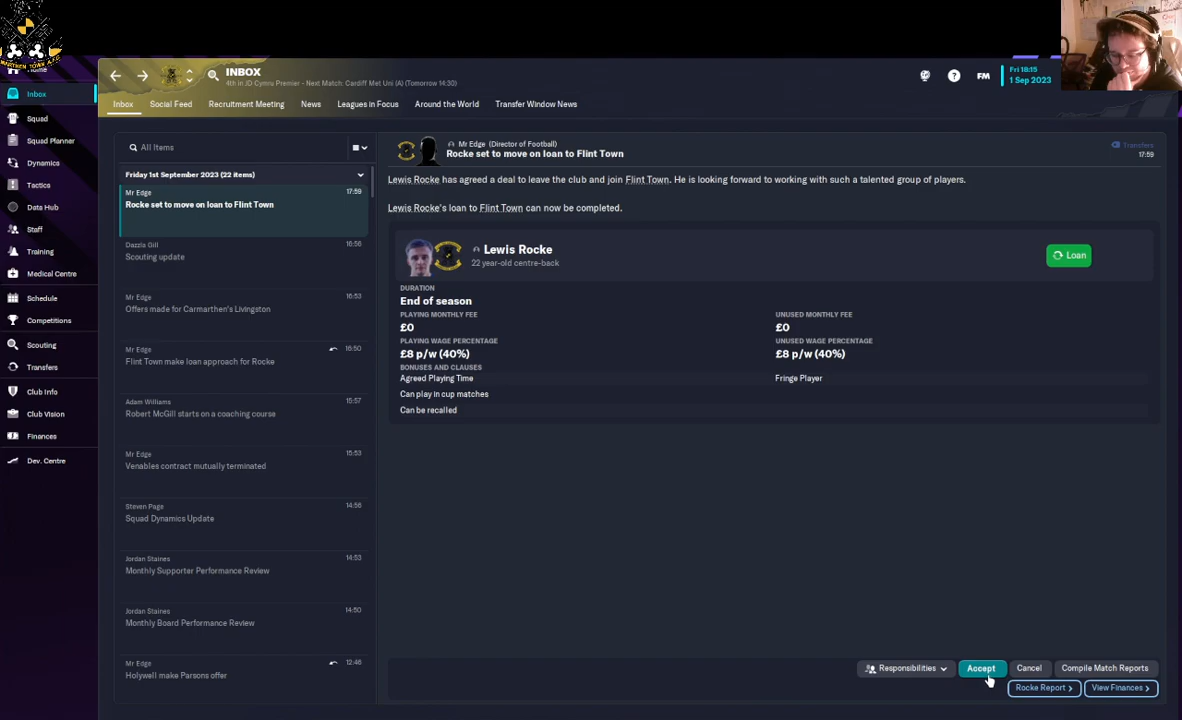 MARTHEN TOWN A.F.C
Home
Inbox
Squad
Squad Planner
Dynamics
Tactics
Data Hub
Staff
Training
Medical Centre
Schedule
Competitions
Scouting
Transfers
Club Info
Club Vision
Finances
Dev. Centre
INBOX
4th in JD Cymru Premier - Next Match: Cardiff Met Uni (A) (Tomorrow 14:30)
FM
Fri 18:15
1 Sep 2023
Inbox Social Feed Recruitment Meeting News Leagues in Focus Around the World Transfer Window News
All Items
Friday 1st September 2023 (22 items)
Mr Edge 17:59
Rocke set to move on loan to Flint Town
Dazzla Gill 16:56
Scouting update
Mr Edge 16:53
Offers made for Carmarthen's Livingston
Mr Edge 16:50
Flint Town make loan approach for Rocke
Adam Williams 15:57
Robert McGill starts on a coaching course
Mr Edge 15:53
Venables contract mutually terminated
Steven Page 14:56
Squad Dynamics Update
Jordan Staines 14:53
Monthly Supporter Performance Review
Jordan Staines 14:50
Monthly Board Performance Review
Mr Edge 12:46
Holywell make Parsons offer
Mr Edge (Director of Football)
Rocke set to move on loan to Flint Town
Transfers
17:59
Lewis Rocke has agreed a deal to leave the club and join Flint Town. He is looking forward to working with such a talented group of players.
Lewis Rocke's loan to Flint Town can now be completed.
Lewis Rocke
22 year-old centre-back
Loan
DURATION
End of season
PLAYING MONTHLY FEE UNUSED MONTHLY FEE
£0 £0
PLAYING WAGE PERCENTAGE UNUSED WAGE PERCENTAGE
£8 p/w (40%) £8 p/w (40%)
BONUSES AND CLAUSES
Agreed Playing Time Fringe Player
Can play in cup matches
Can be recalled
Responsibilities Accept Cancel Compile Match Reports
Rocke Report > View Finances >